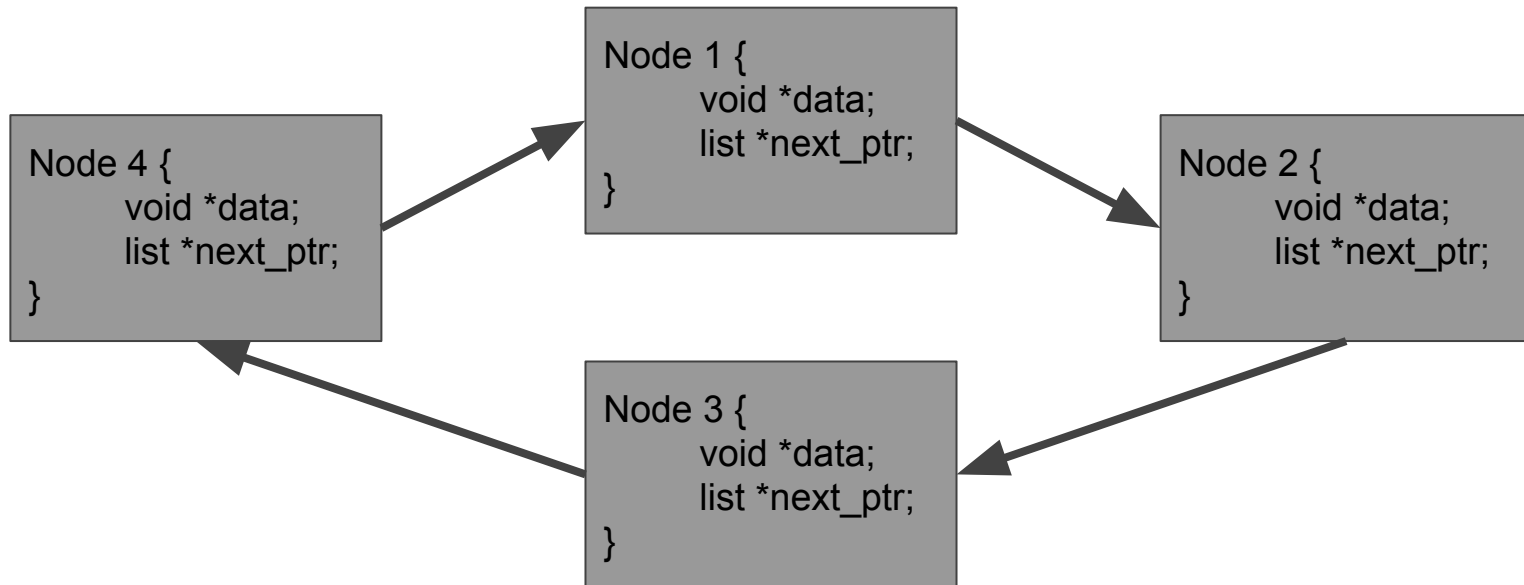 Node 1 {
void *data;
list *next_ptr;
}
Node 2 {
void *data;
list *next_ptr;
}
Node 3 {
void *data;
list *next_ptr;
}
Node 4 {
void *data;
list *next_ptr;
}